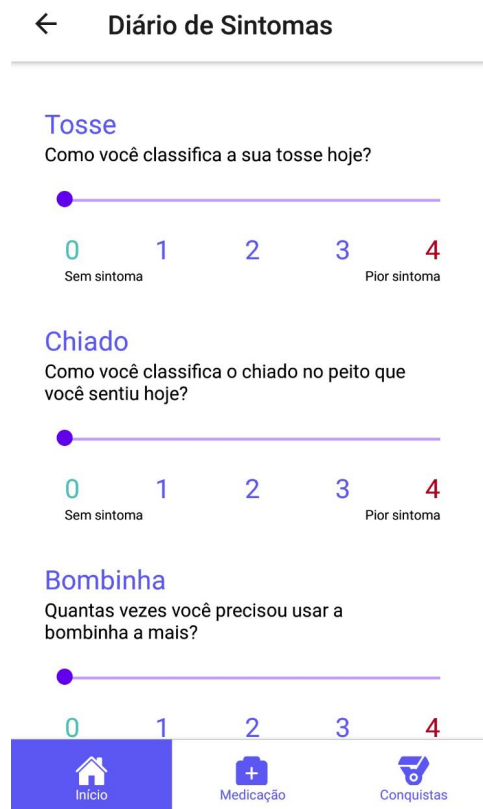 Diário de Sintomas
Tosse
Como você classifica a sua tosse hoje?
0 1 2 3 4
Sem sintoma Pior sintoma
Chiado
Como você classifica o chiado no peito que
você sentiu hoje?
0 1 2 3 4
Sem sintoma Pior sintoma
Bombinha
Quantas vezes você precisou usar a
bombinha a mais?
0 1 2 3 4
Início Medicação Conquistas